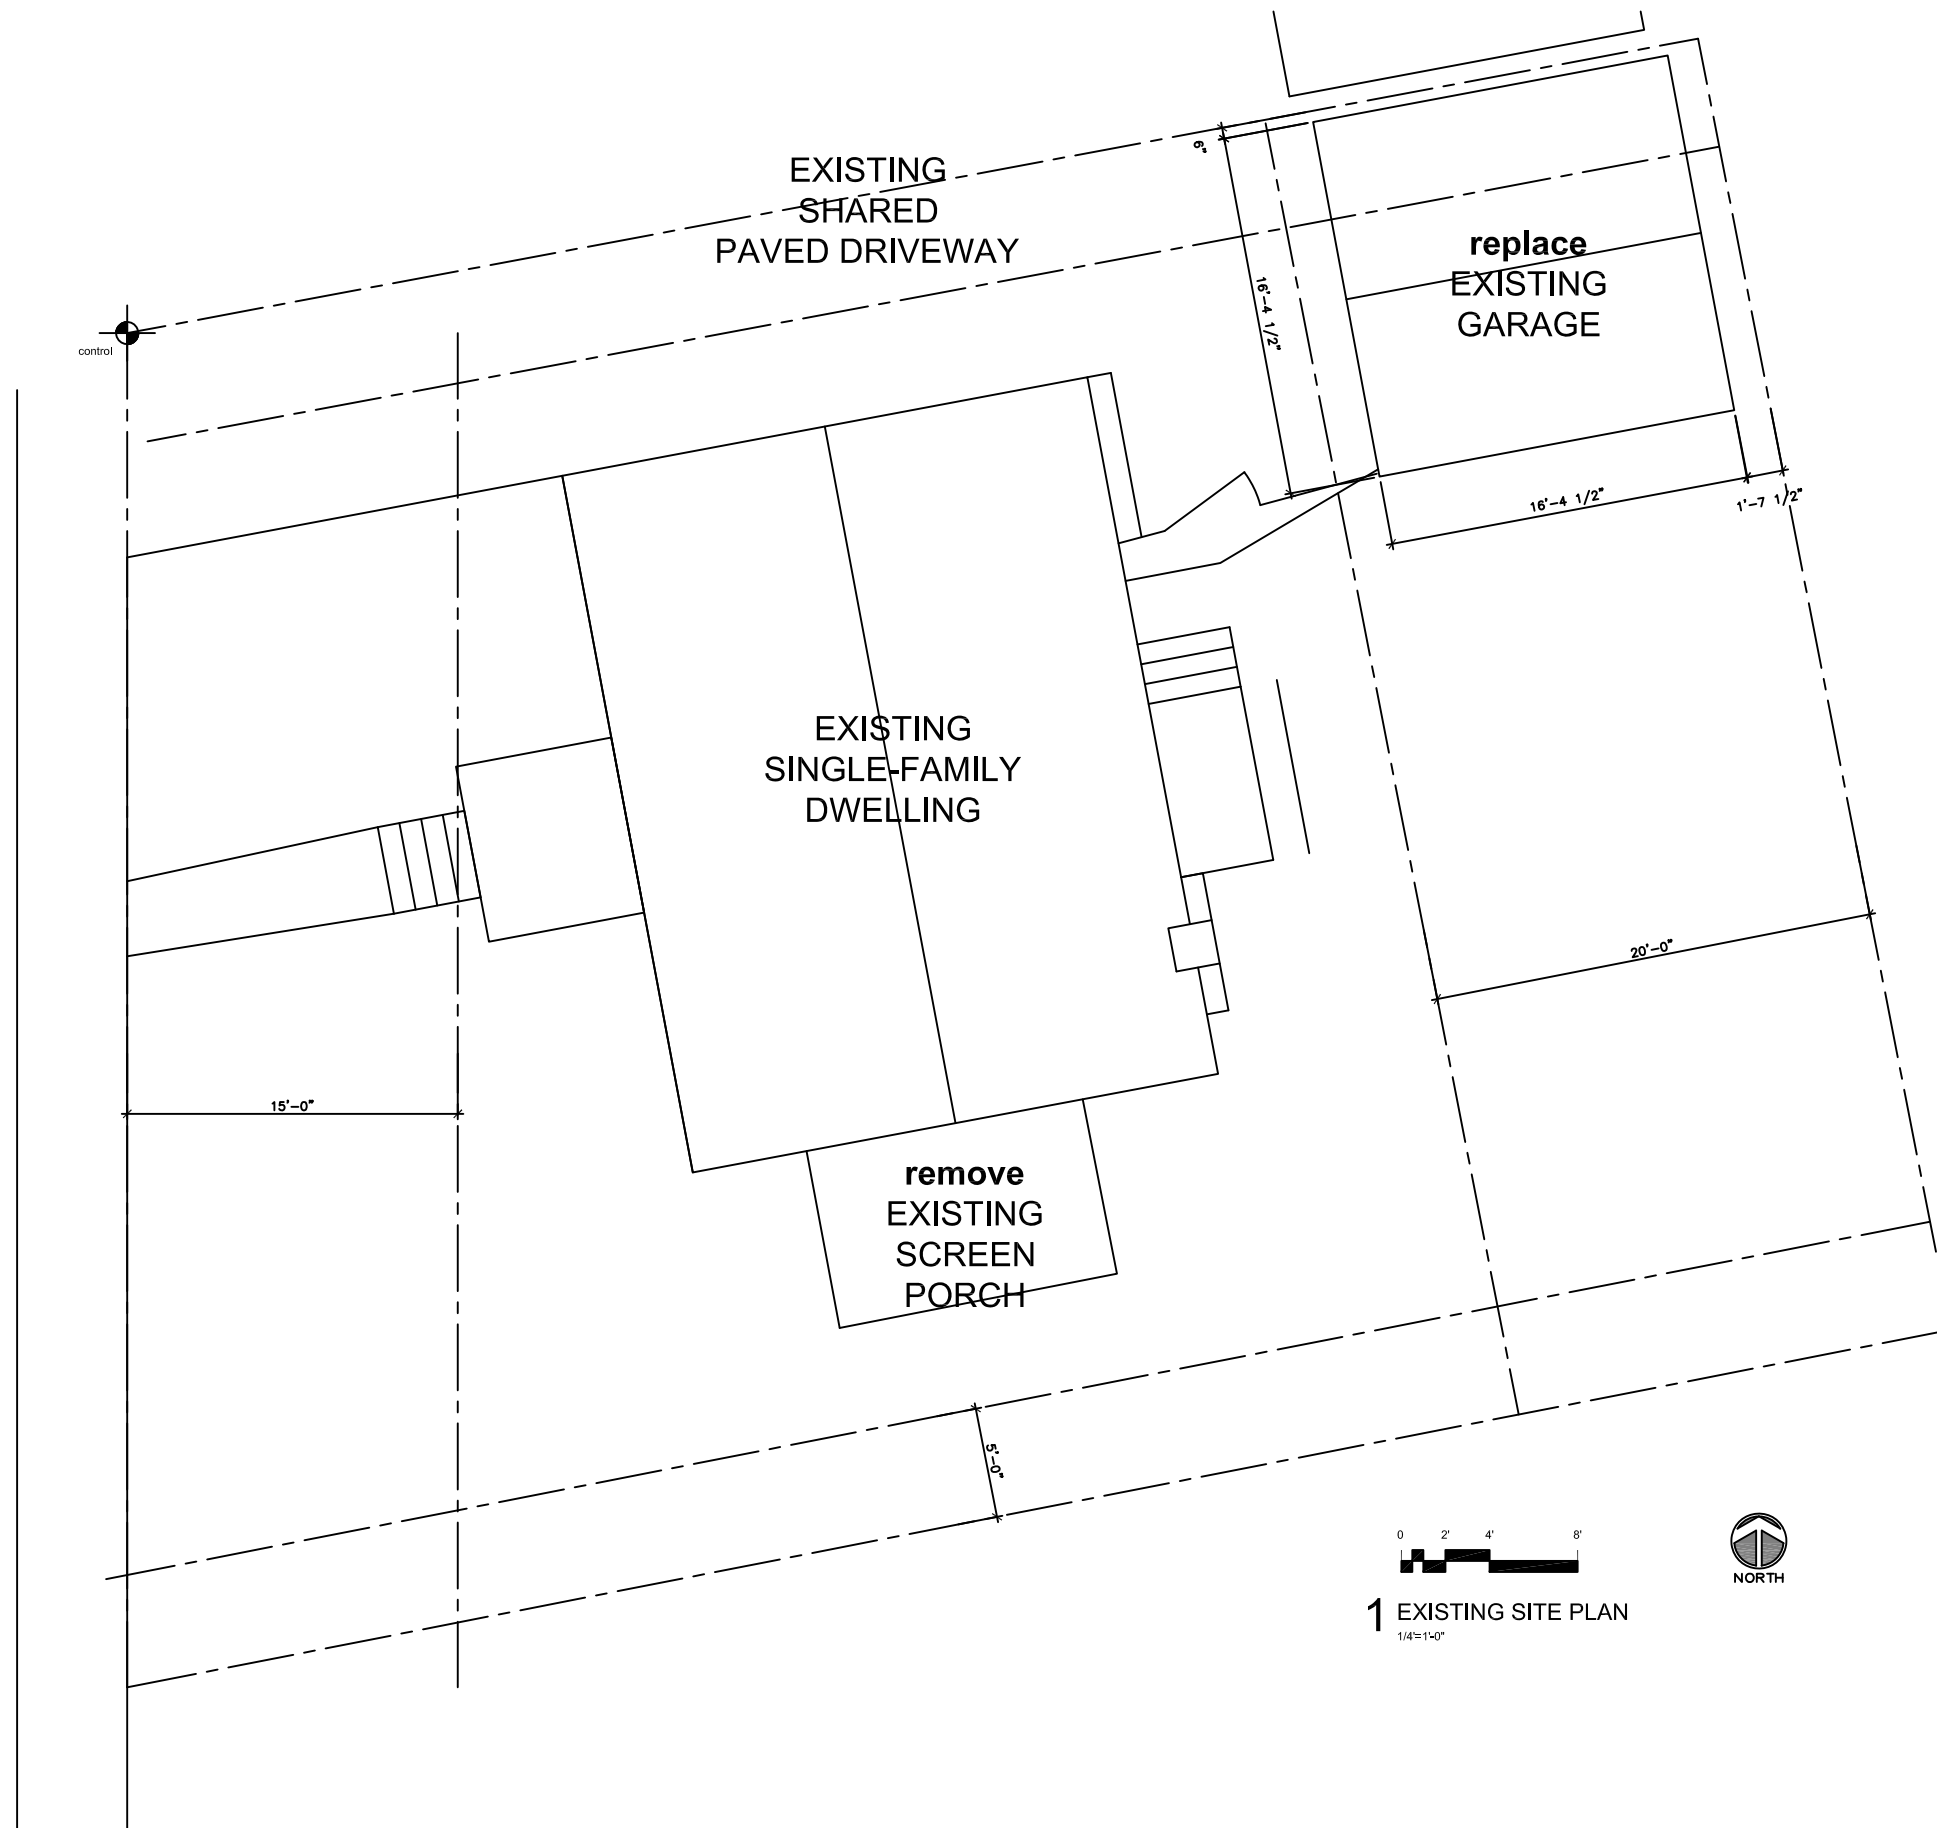 EXISTING
SHARED
PAVED DRIVEWAY
6"
control
replace
EXISTING
GARAGE
16'-4 1/2"
16'-4 1/2"
1'-7 1/2"
EXISTING
SINGLE-FAMILY
DWELLING
20'-0"
15'-0"
remove
EXISTING
SCREEN
PORCH
5'-0"
0 2' 4' 8'
NORTH
1 EXISTING SITE PLAN
1/4"=1'-0"